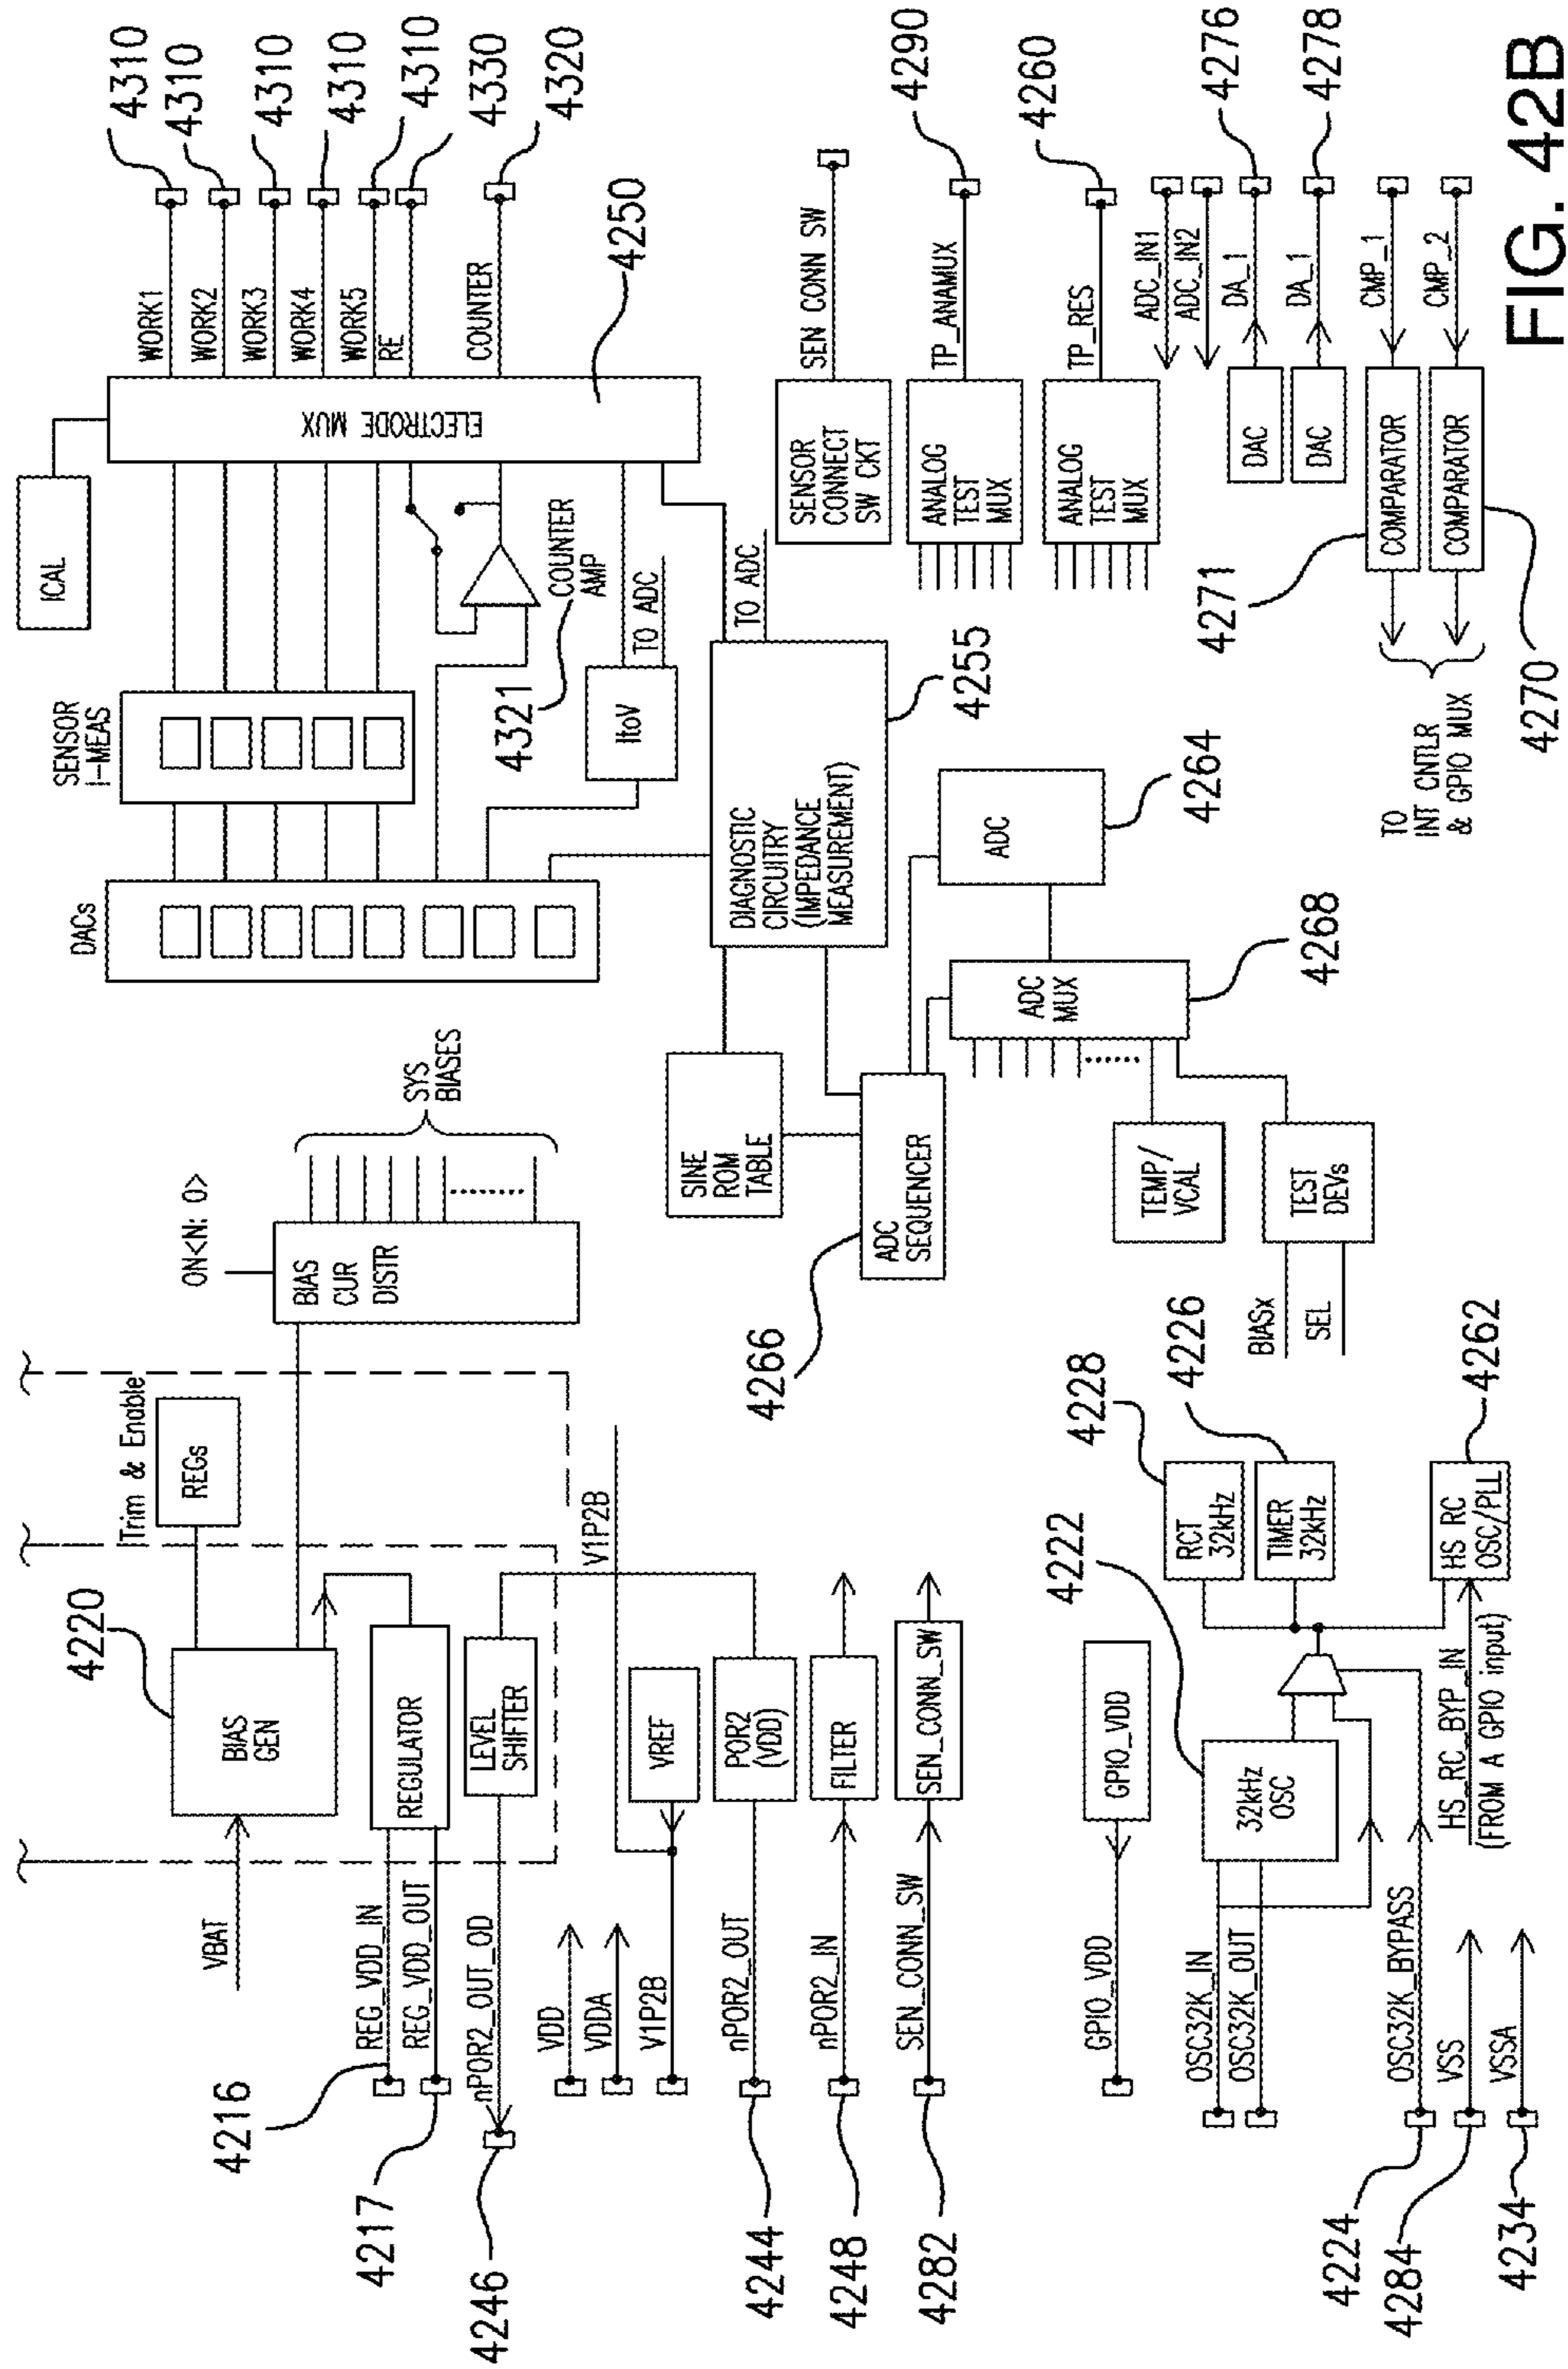 4220
VBAT
BIAS
GEN
Trim & Enable
REGs
ON<N: 0>
BIAS
CUR
DISTR
SYS
BIASES
4216
REG_VDD_IN
4217
REG_VDD_OUT
REGULATOR
4246
nPOR2_OUT_OD
LEVEL
SHIFTER
VDD
VDDA
V1P2B
VREF
V1P2B
4244
nPOR2_OUT
POR2
(VDD)
4248
nPOR2_IN
FILTER
4282
SEN_CONN_SW
SEN_CONN_SW
GPIO_VDD
GPIO_VDD
4222
OSC32K_IN
OSC32K_OUT
32kHz
OSC
4228
RCT
32kHz
4226
TIMER
32kHz
4262
HS RC
OSC/PLL
4224
OSC32K_BYPASS
HS_RC_BYP_IN
(FROM A GPIO input)
4284
VSS
4234
VSSA
DACs
SENSOR
I-MEAS
ICAL
ELECTRODE MUX
WORK1
4310
WORK2
4310
WORK3
4310
WORK4
4310
WORK5
4310
RE
4330
COUNTER
4320
4250
4321
COUNTER
AMP
ItoV
TO ADC
TO ADC
DIAGNOSTIC
CIRCUITRY
(IMPEDANCE
MEASUREMENT)
4255
SINE
ROM
TABLE
4266
ADC
SEQUENCER
ADC
4264
ADC
MUX
4268
TEMP/
VCAL
TEST
DEVs
BIASx
SEL
SENSOR
CONNECT
SW CKT
SEN CONN SW
ANALOG
TEST
MUX
TP_ANAMUX
4290
ANALOG
TEST
MUX
TP_RES
4260
ADC_IN1
ADC_IN2
DAC
DA_1
4276
DAC
DA_1
4278
4271
COMPARATOR
CMP_1
COMPARATOR
CMP_2
4270
TO
INT CNTLR
& GPIO MUX
FIG. 42B